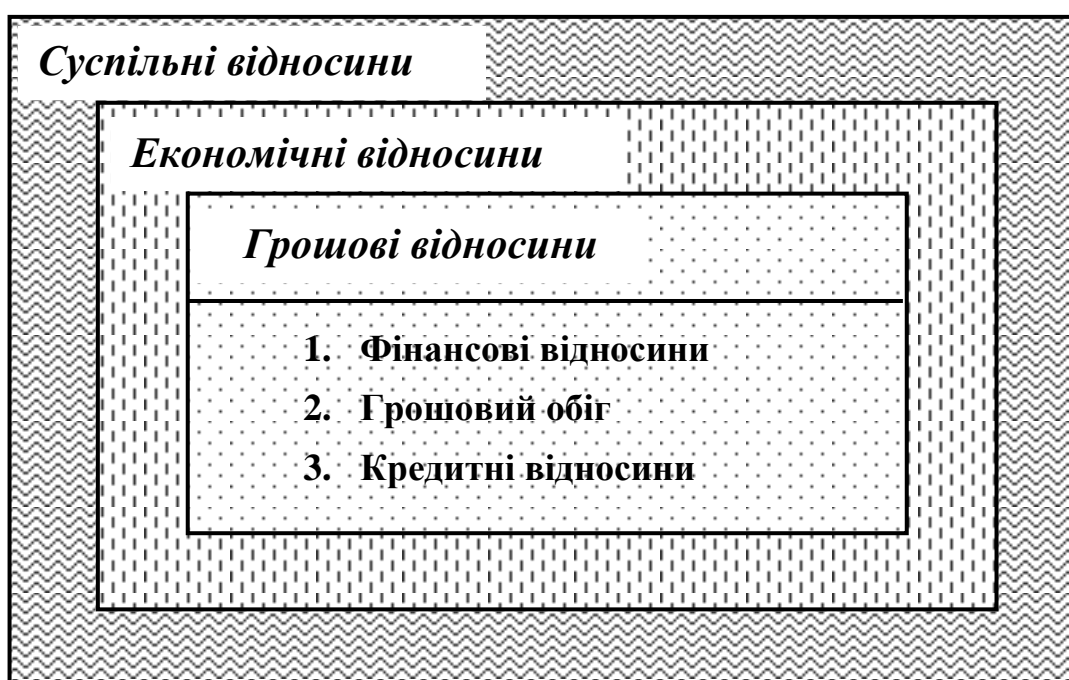 Суспільні відносини
Економічні відносини
Грошові відносини
1. Фінансові відносини
2. Грошовий обіг
3. Кредитні відносини